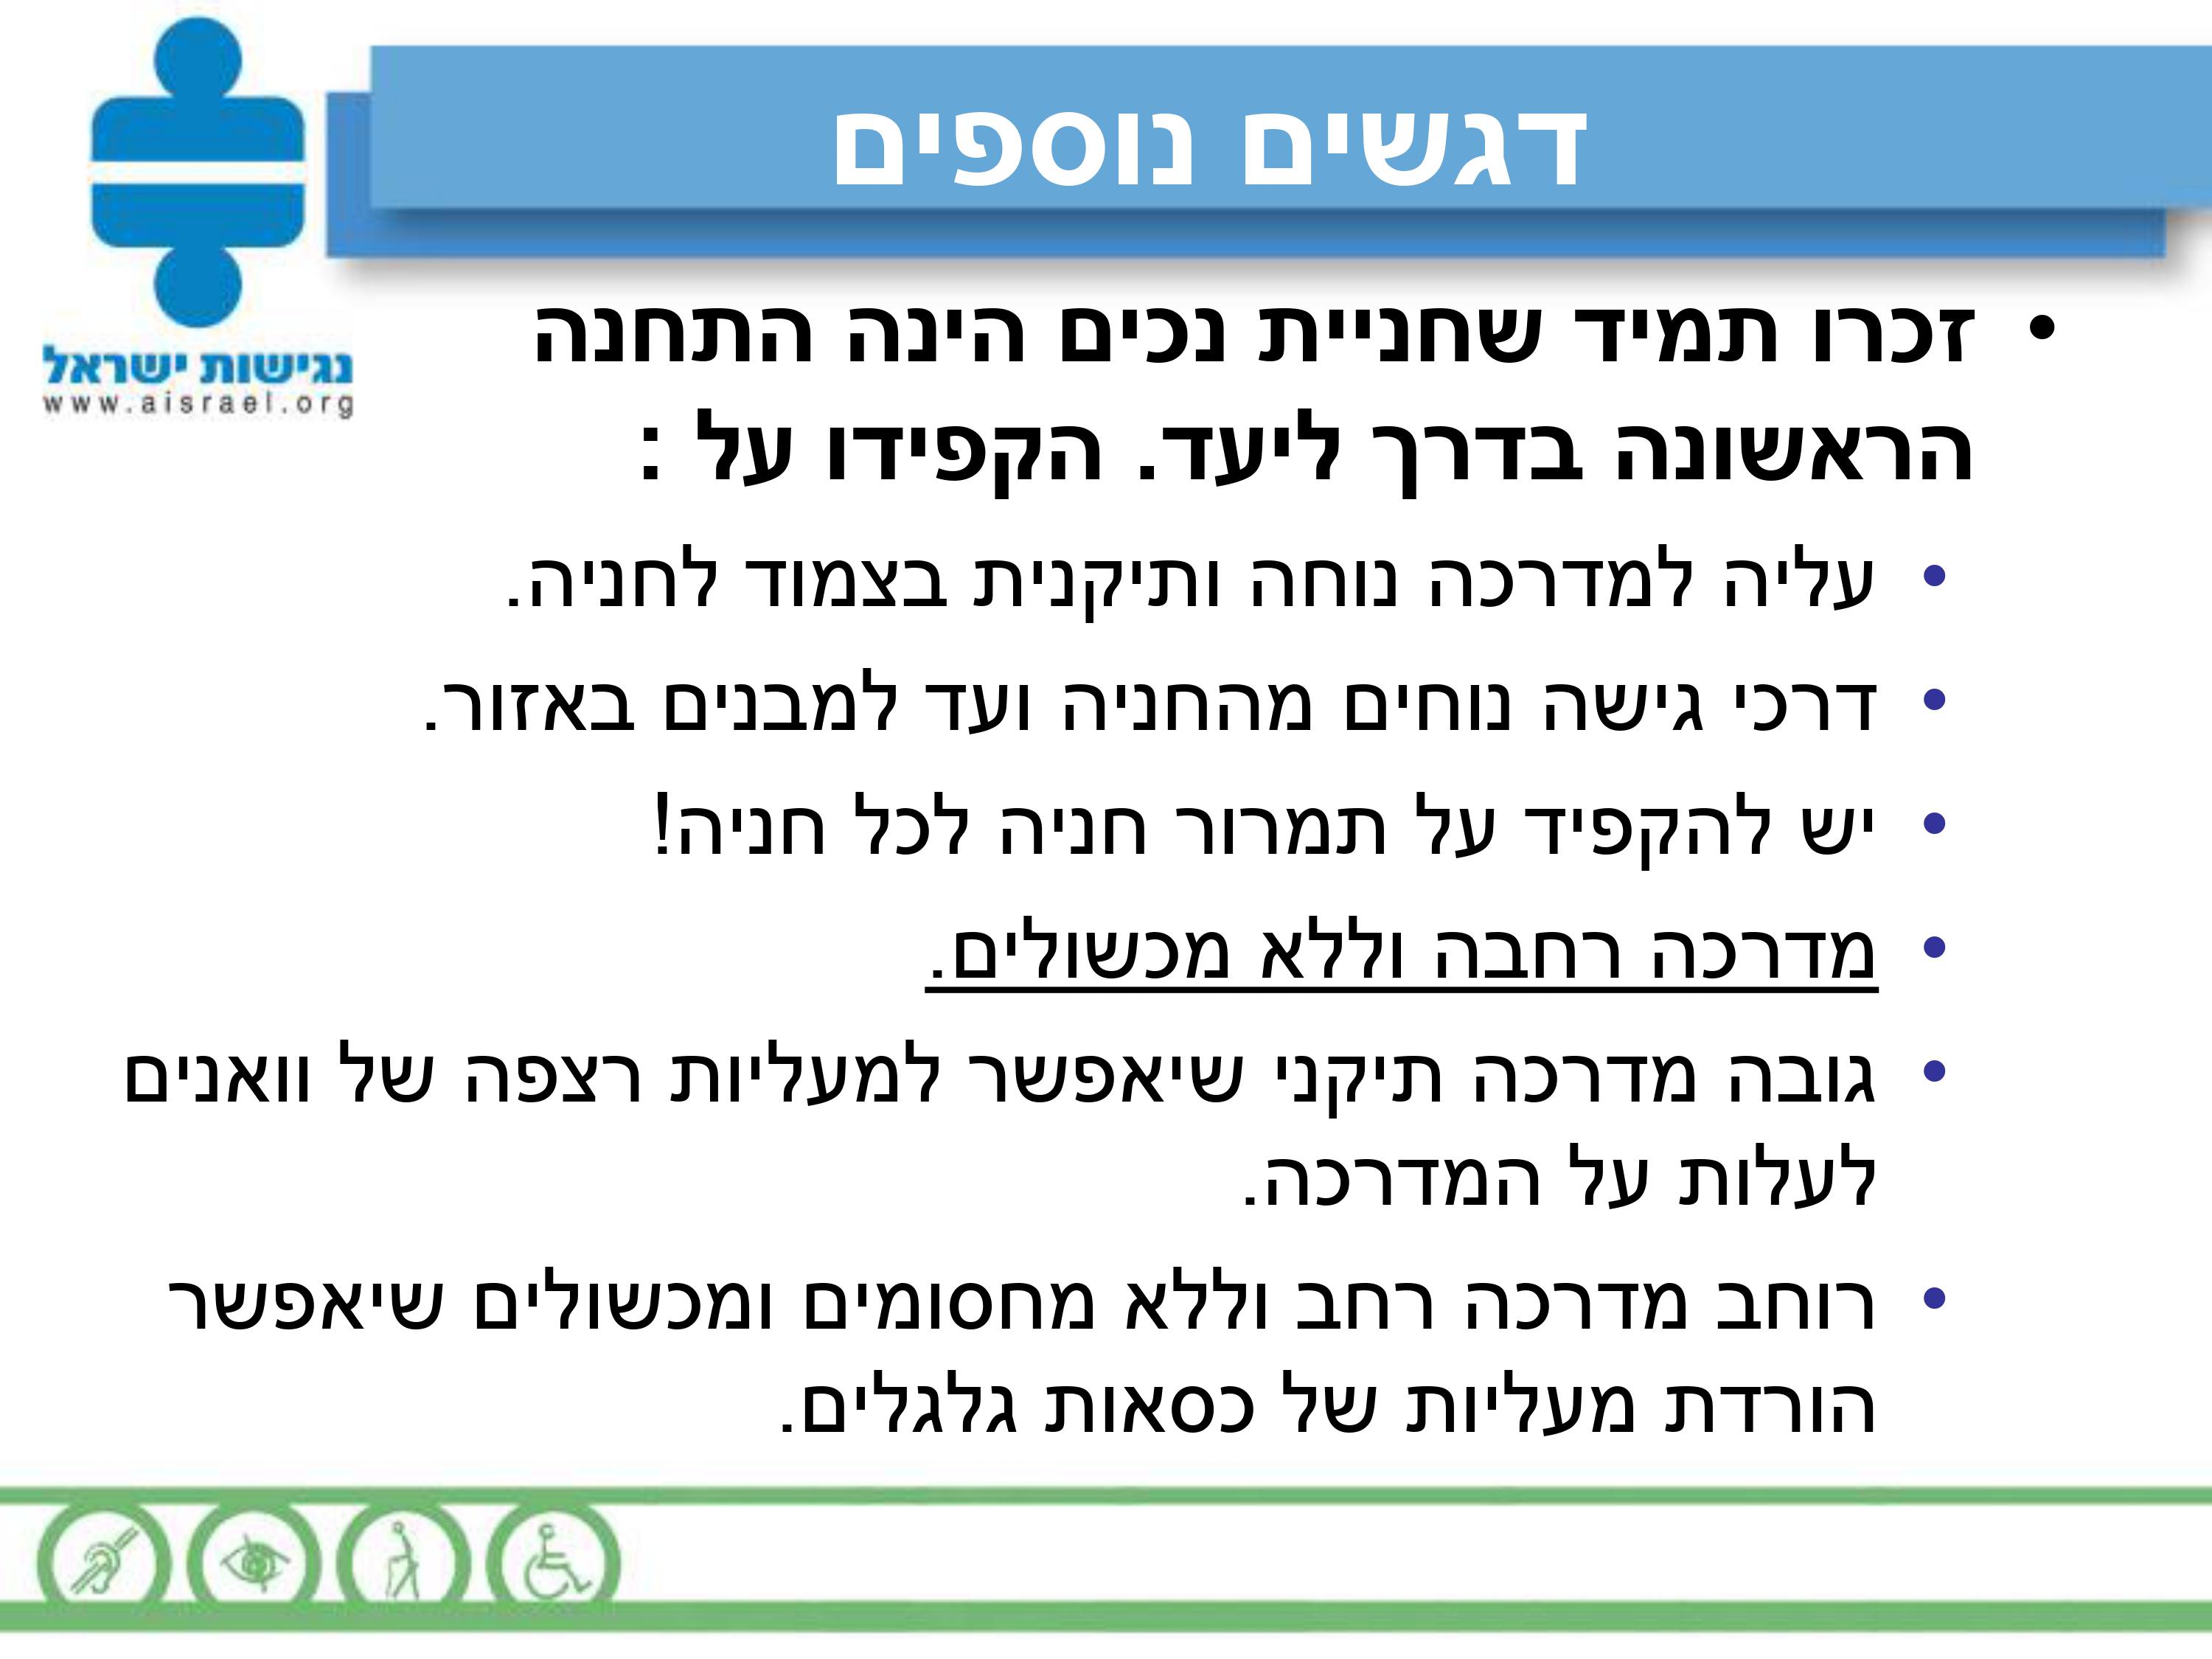 דגשים נוספים
נגישות ישראל
www.aisrael.org
• זכרו תמיד שחניית נכים הינה התחנה
הראשונה בדרך ליעד. הקפידו על :
• עליה למדרכה נוחה ותיקנית בצמוד לחניה.
• דרכי גישה נוחים מהחניה ועד למבנים באזור.
• יש להקפיד על תמרור חניה לכל חניה!
• מדרכה רחבה וללא מכשולים.
• גובה מדרכה תיקני שיאפשר למעליות רצפה של וואנים
לעלות על המדרכה.
• רוחב מדרכה רחב וללא מחסומים ומכשולים שיאפשר
הורדת מעליות של כסאות גלגלים.